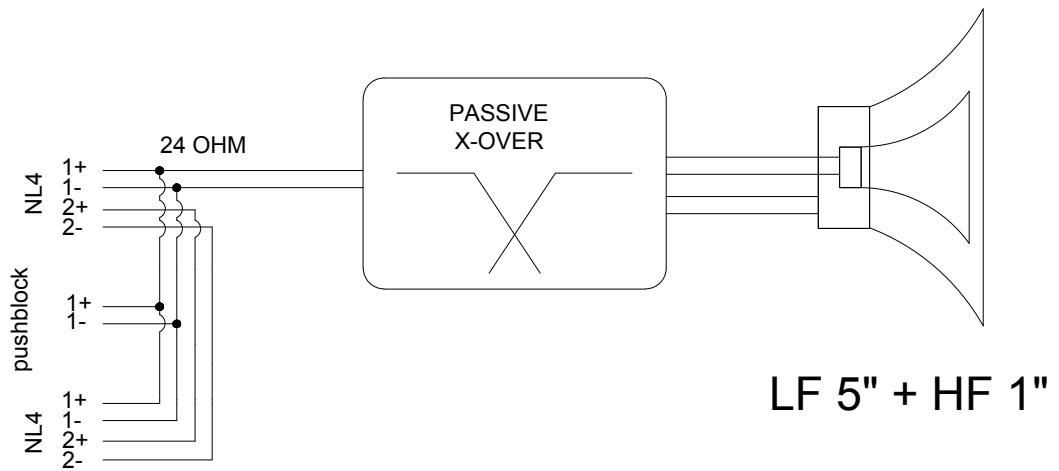 PASSIVE
X-OVER
24 OHM
NL4
1+
1-
2+
2-
pushblock
1+
1-
NL4
1+
1-
2+
2-
LF 5" + HF 1"